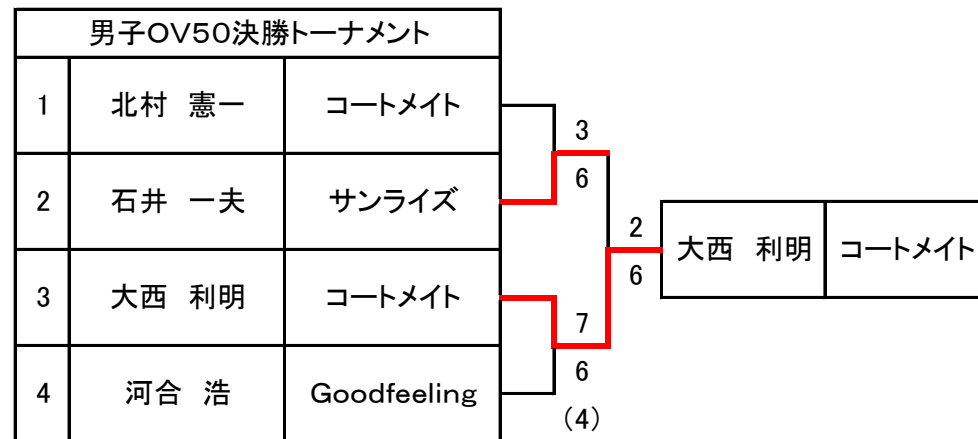 男子OV50決勝トーナメント
1 北村 憲一 コートメイト
3
6
2 石井 一夫 サンライズ
2
6
大西 利明 コートメイト
3 大西 利明 コートメイト
7
6
(4)
4 河合 浩 Goodfeeling